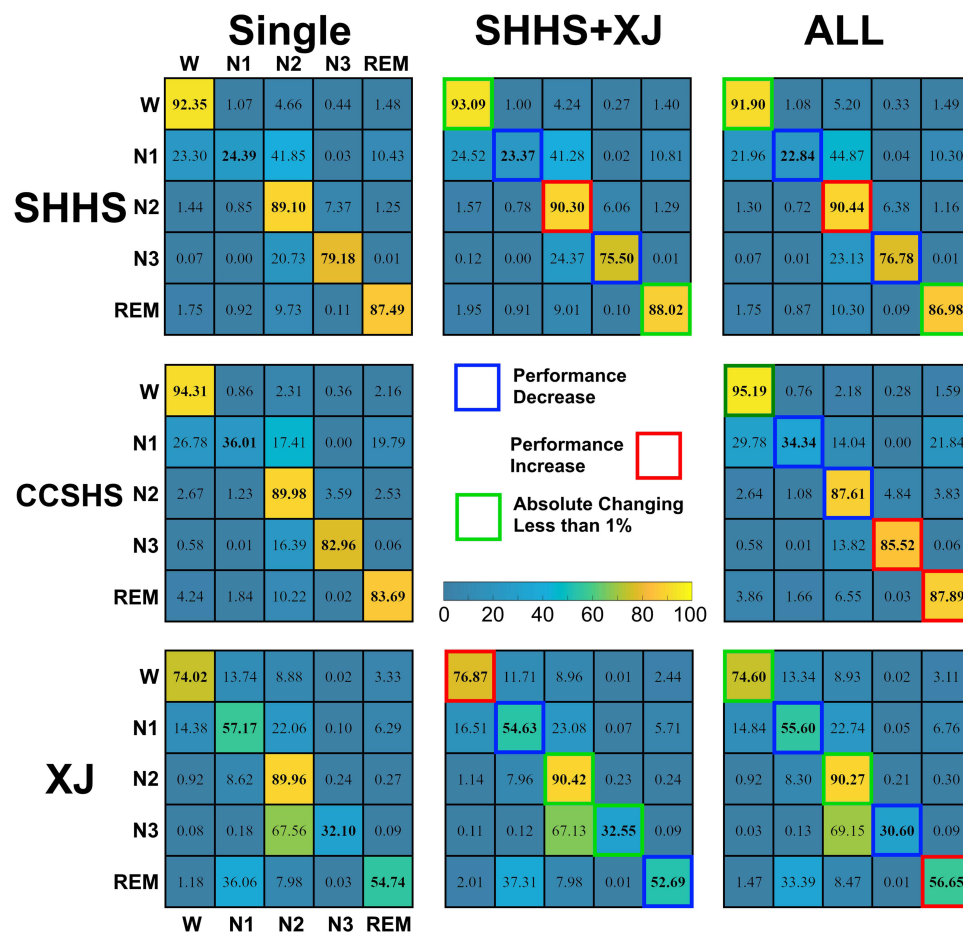 Single SHHS+XJ ALL
W N1 N2 N3 REM
SHHS
W 92.35 1.07 4.66 0.44 1.48 93.09 1.00 4.24 0.27 1.40 91.90 1.08 5.20 0.33 1.49
N1 23.30 24.39 41.85 0.03 10.43 24.52 23.37 41.28 0.02 10.81 21.96 22.84 44.87 0.04 10.30
N2 1.44 0.85 89.10 7.37 1.25 1.57 0.78 90.30 6.06 1.29 1.30 0.72 90.44 6.38 1.16
N3 0.07 0.00 20.73 79.18 0.01 0.12 0.00 24.37 75.50 0.01 0.07 0.01 23.13 76.78 0.01
REM 1.75 0.92 9.73 0.11 87.49 1.95 0.91 9.01 0.10 88.02 1.75 0.87 10.30 0.09 86.98
CCSHS
W 94.31 0.86 2.31 0.36 2.16 95.19 0.76 2.18 0.28 1.59
N1 26.78 36.01 17.41 0.00 19.79 29.78 34.34 14.04 0.00 21.84
N2 2.67 1.23 89.98 3.59 2.53 2.64 1.08 87.61 4.84 3.83
N3 0.58 0.01 16.39 82.96 0.06 0.58 0.01 13.82 85.52 0.06
REM 4.24 1.84 10.22 0.02 83.69 3.86 1.66 6.55 0.03 87.89
Performance
Decrease
Performance
Increase
Absolute Changing
Less than 1%
0 20 40 60 80 100
XJ
W 74.02 13.74 8.88 0.02 3.33 76.87 11.71 8.96 0.01 2.44 74.60 13.34 8.93 0.02 3.11
N1 14.38 57.17 22.06 0.10 6.29 16.51 54.63 23.08 0.07 5.71 14.84 55.60 22.74 0.05 6.76
N2 0.92 8.62 89.96 0.24 0.27 1.14 7.96 90.42 0.23 0.24 0.92 8.30 90.27 0.21 0.30
N3 0.08 0.18 67.56 32.10 0.09 0.11 0.12 67.13 32.55 0.09 0.03 0.13 69.15 30.60 0.09
REM 1.18 36.06 7.98 0.03 54.74 2.01 37.31 7.98 0.01 52.69 1.47 33.39 8.47 0.01 56.65
W N1 N2 N3 REM